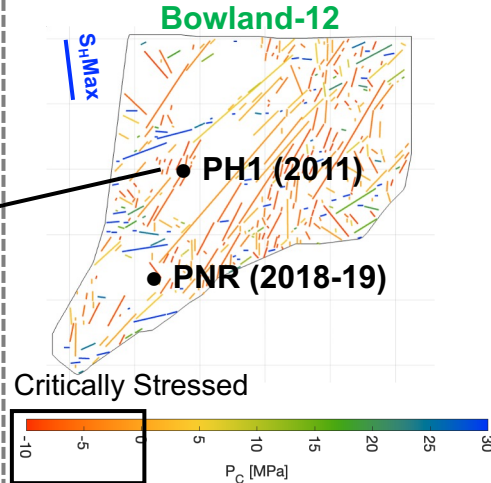 Bowland-12
SHMax
PH1 (2011)
PNR (2018-19)
Critically Stressed
-10 -5 0 5 10 15 20 25 30
PC [MPa]